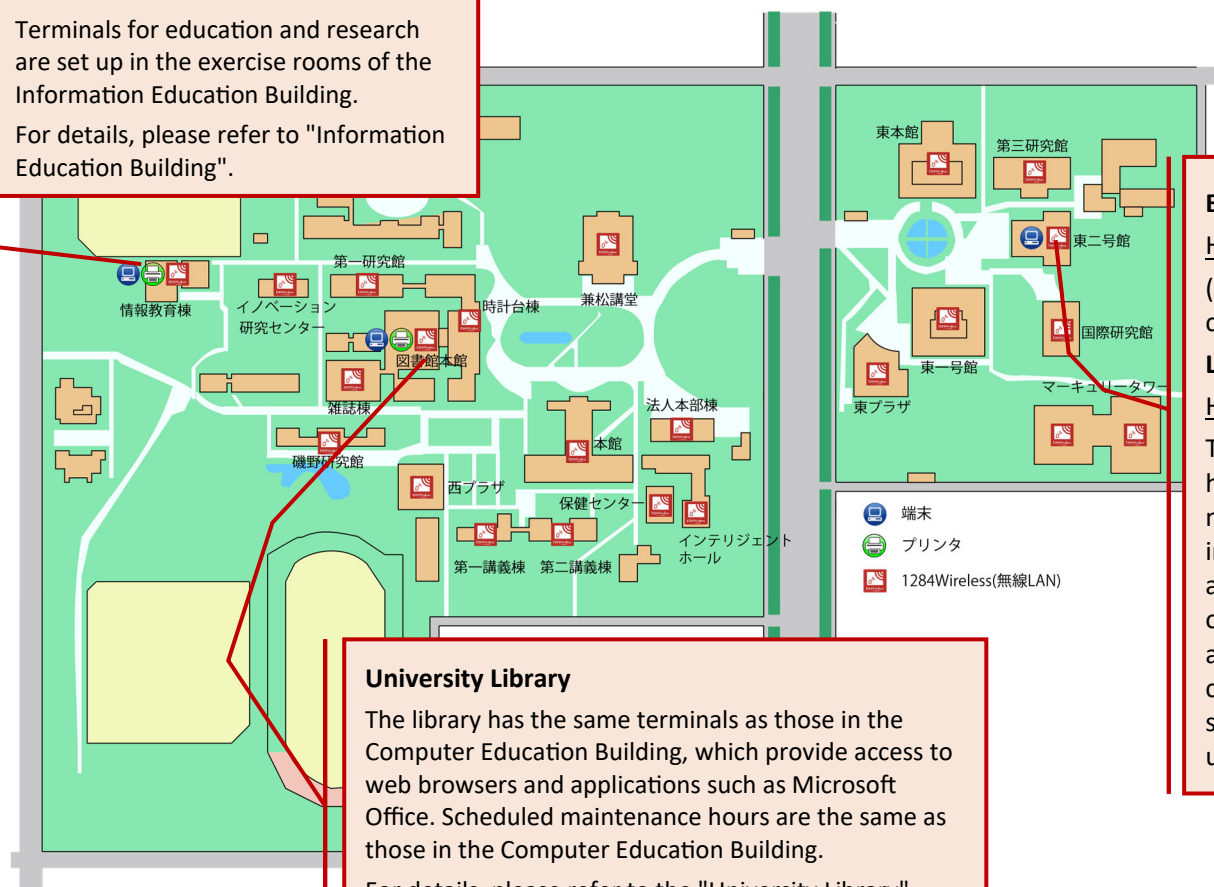 Terminals for education and research
are set up in the exercise rooms of the
Information Education Building.
For details, please refer to "Information
Education Building".
東本館
第三研究館
東二号館
第一研究館
情報教育棟
イノベーション
研究センター
時計台棟
兼松講堂
図書館本館
国際研究館
東一号館
マーキュリータワー
東プラザ
雑誌棟
法人本部棟
本館
磯野研究館
西プラザ
保健センター
インテリジェント
ホール
第一講義棟
第二講義棟
端末
プリンタ
1284Wireless(無線LAN)
University Library
The library has the same terminals as those in the
Computer Education Building, which provide access to
web browsers and applications such as Microsoft
Office. Scheduled maintenance hours are the same as
those in the Computer Education Building.
For details, please refer to the "University Library"